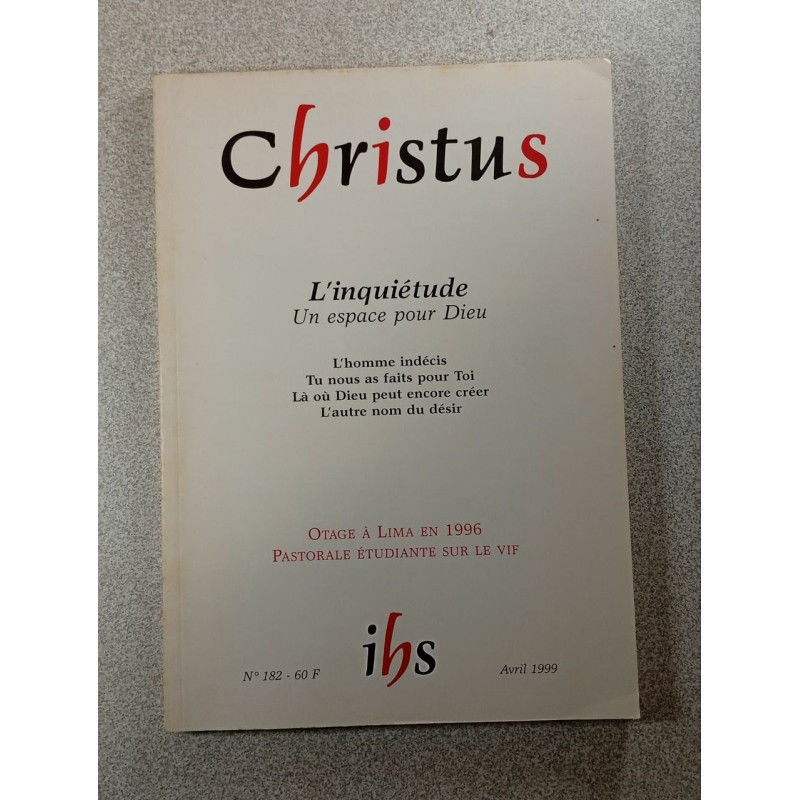 Christus
L'inquiétude
Un espace pour Dieu
L'homme indécis
Tu nous as faits pour Toi
Là où Dieu peut encore créer
L'autre nom du désir
OTAGE À LIMA EN 1996
PASTORALE ÉTUDIANTE SUR LE VIF
ihs
N° 182 - 60 F
Avril 1999